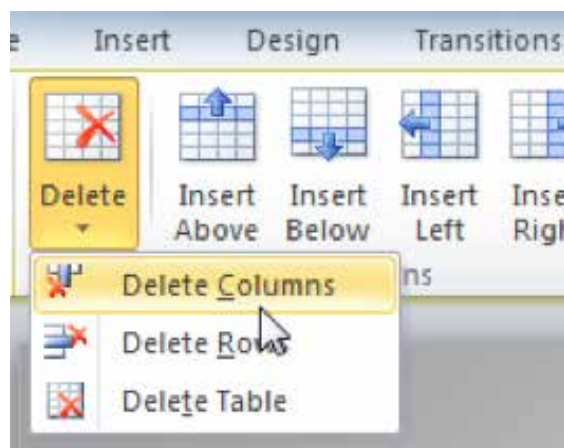 Insert Design Transitions
Delete Insert Insert Insert
Above Below Left
Delete Columns
Delete Rows
Delete Table